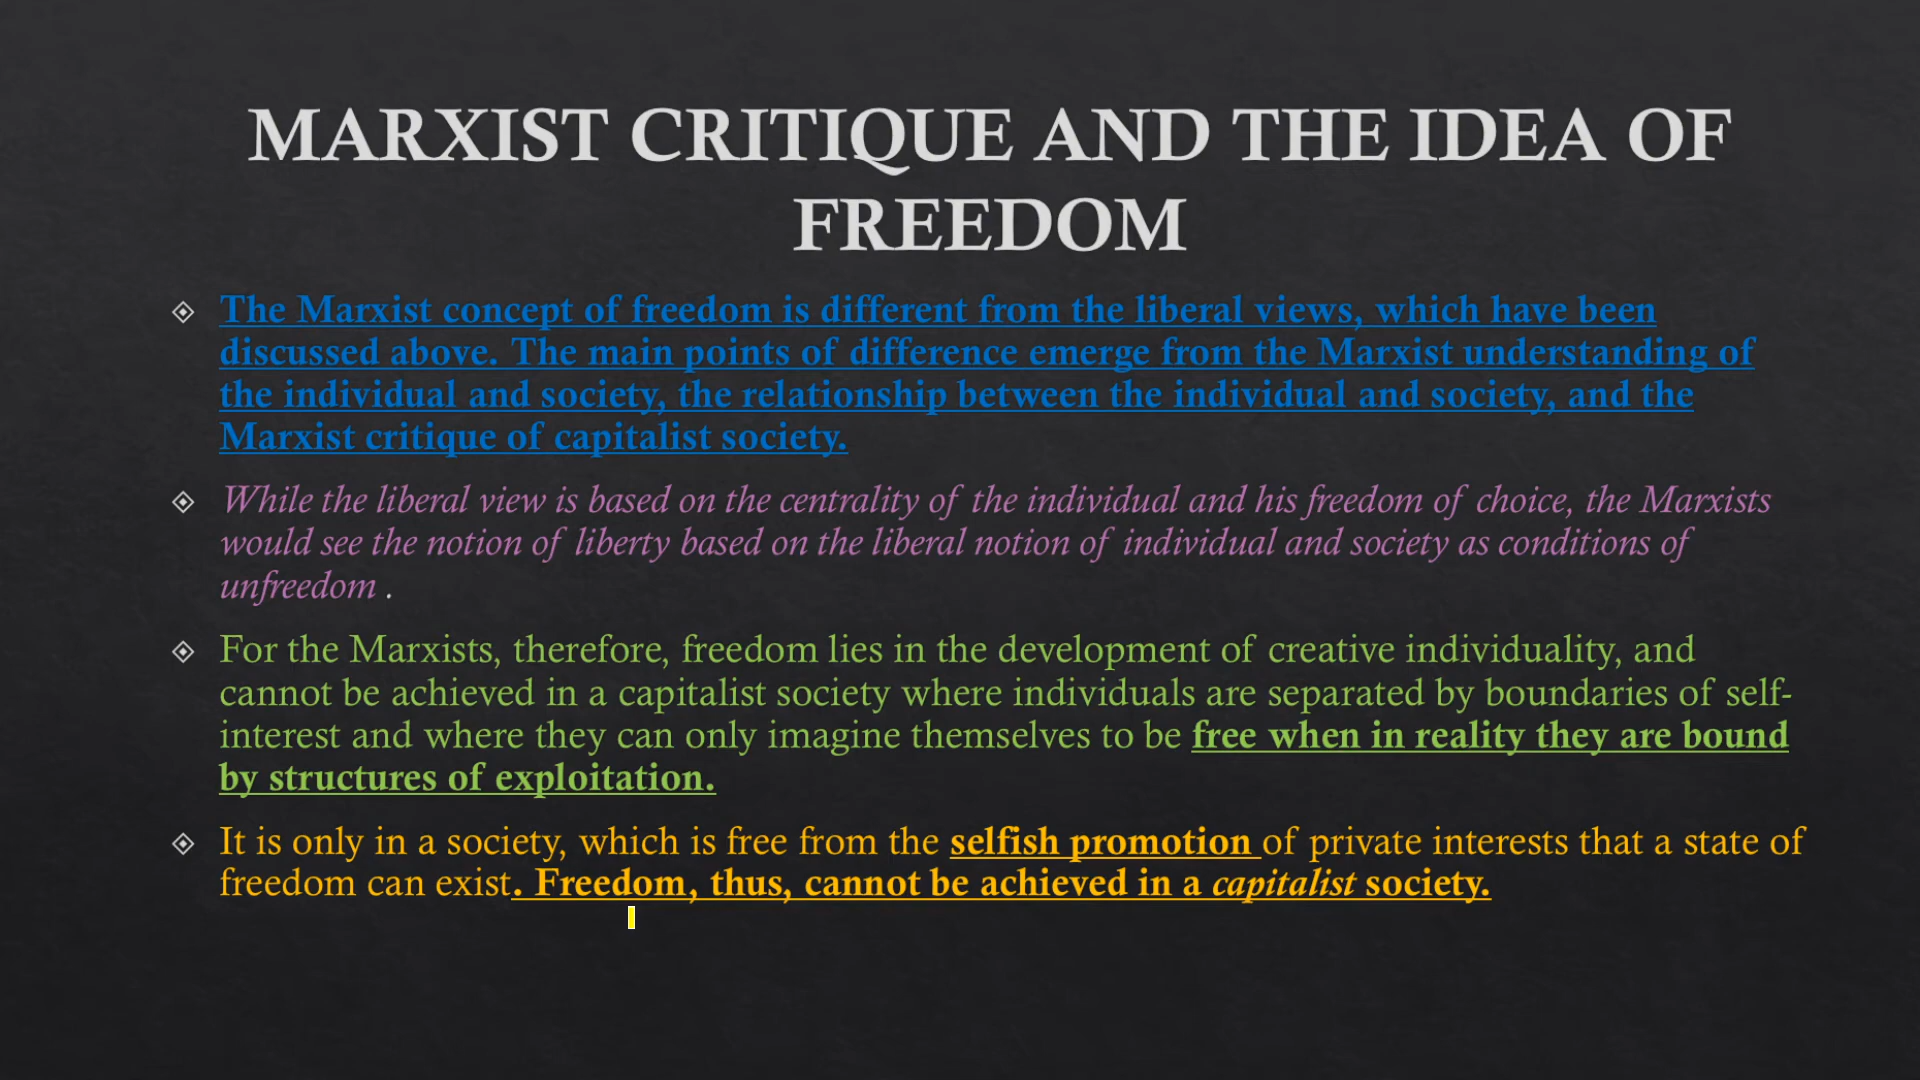 MARXIST CRITIQUE AND THE IDEA OF
FREEDOM
The Marxist concept of freedom is different from the liberal views, which have been
discussed above. The main points of difference emerge from the Marxist understanding of
the individual and society, the relationship between the individual and society, and the
Marxist critique of capitalist society.
While the liberal view is based on the centrality of the individual and his freedom of choice, the Marxists
would see the notion of liberty based on the liberal notion of individual and society as conditions of
unfreedom .
For the Marxists, therefore, freedom lies in the development of creative individuality, and
cannot be achieved in a capitalist society where individuals are separated by boundaries of self-
interest and where they can only imagine themselves to be free when in reality they are bound
by structures of exploitation.
It is only in a society, which is free from the selfish promotion of private interests that a state of
freedom can exist. Freedom, thus, cannot be achieved in a capitalist society.